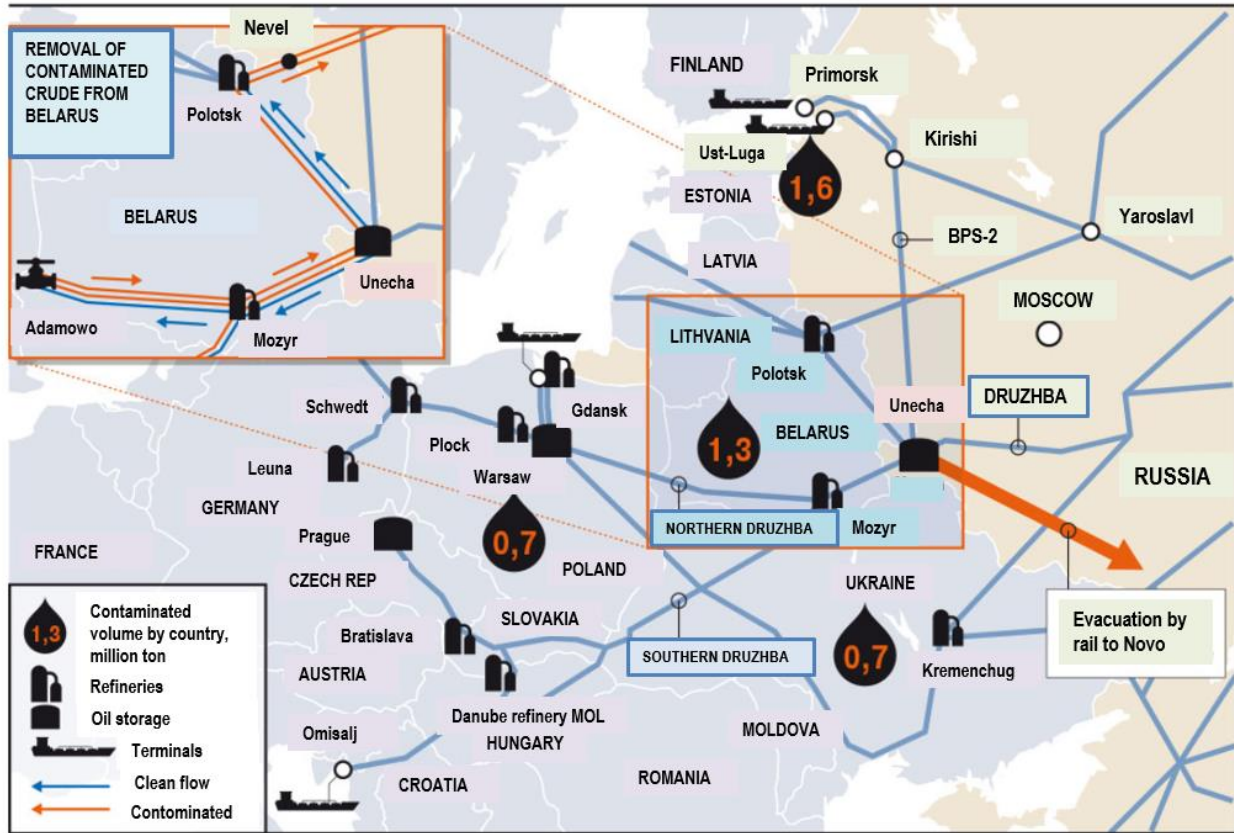 REMOVAL OF
CONTAMINATED
CRUDE FROM
BELARUS
Nevel
Polotsk
BELARUS
Unecha
Adamowo
Mozyr
FINLAND
Primorsk
Ust-Luga
Kirishi
1,6
ESTONIA
Yaroslavl
BPS-2
LATVIA
MOSCOW
LITHVANIA
Polotsk
Unecha
DRUZHBA
BELARUS
1,3
Schwedt
Gdansk
Plock
Warsaw
Leuna
GERMANY
RUSSIA
NORTHERN DRUZHBA
Mozyr
Prague
0,7
FRANCE
CZECH REP
POLAND
UKRAINE
SLOVAKIA
Bratislava
0,7
Evacuation by
rail to Novo
AUSTRIA
SOUTHERN DRUZHBA
Kremenchug
Danube refinery MOL
HUNGARY
MOLDOVA
Omisalj
CROATIA
ROMANIA
1,3
Contaminated
volume by country,
million ton
Refineries
Oil storage
Terminals
Clean flow
Contominated